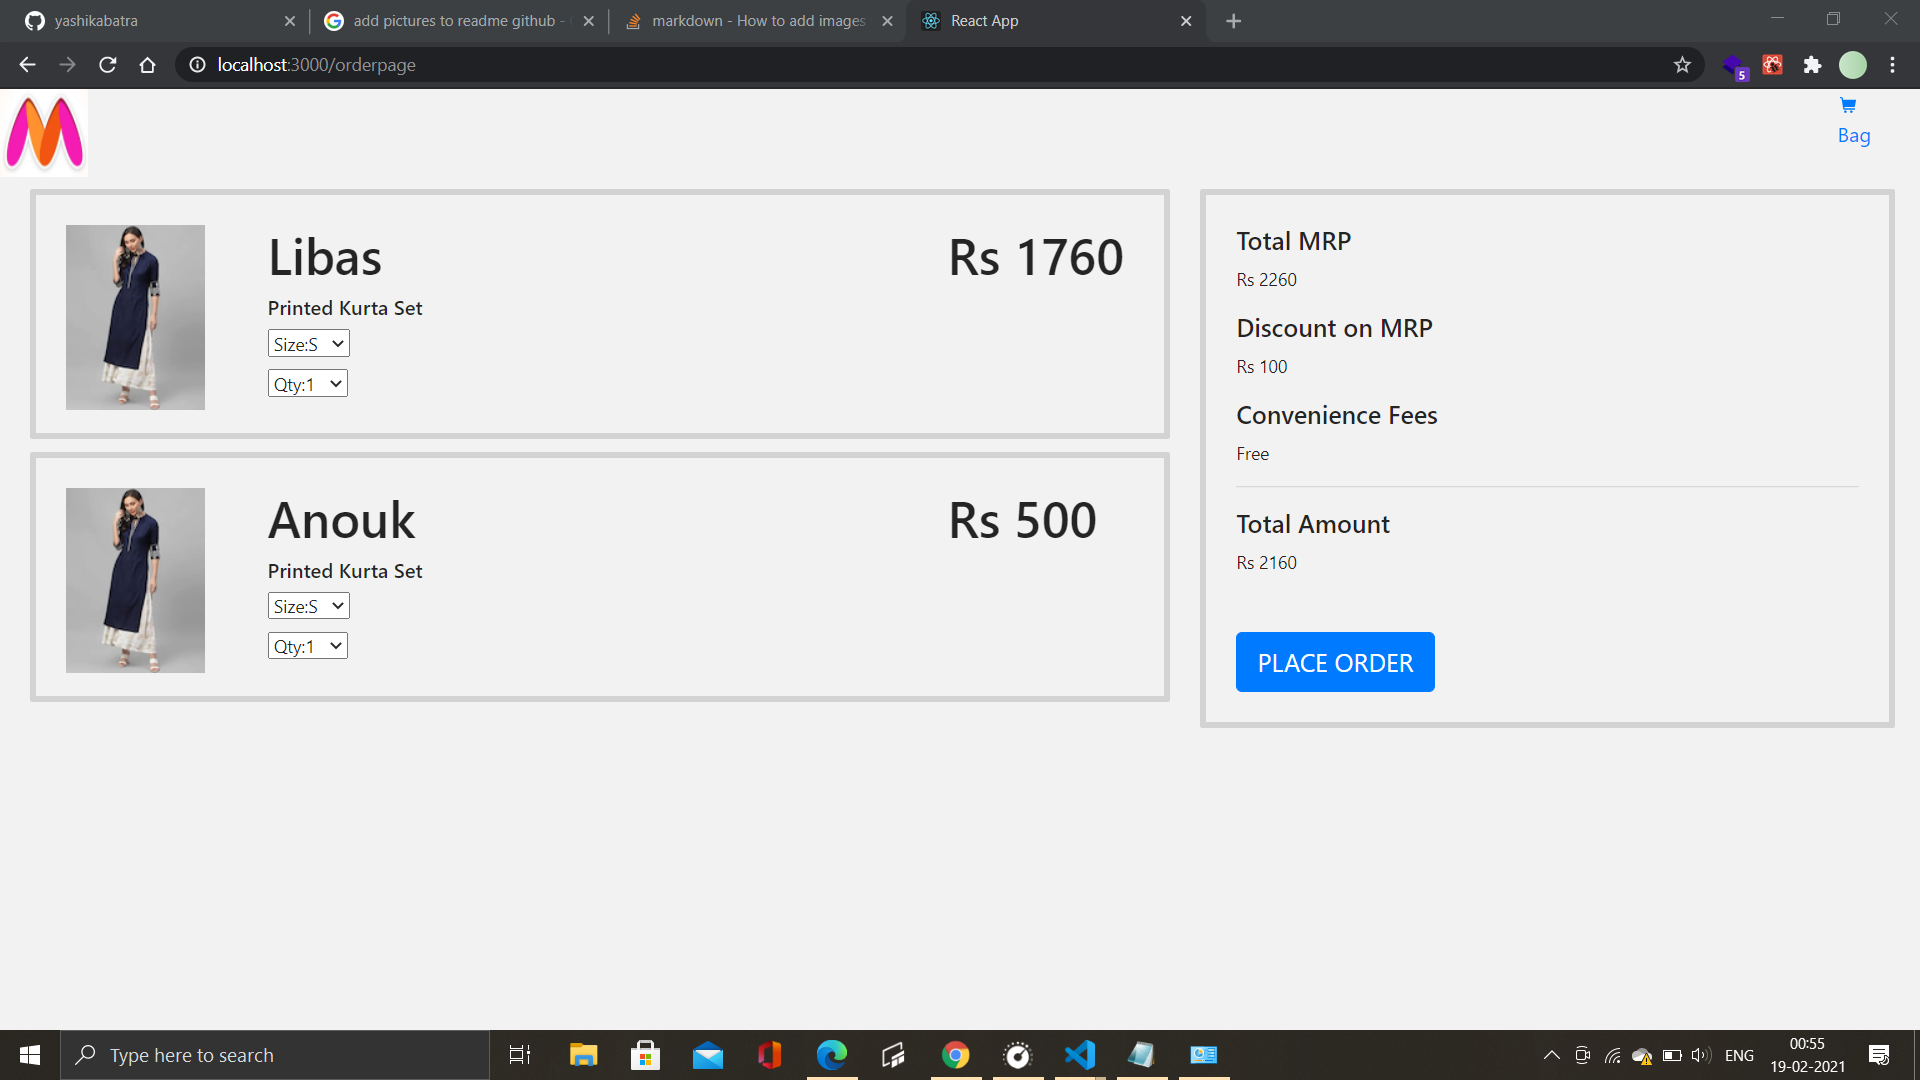 yashikabatra
add pictures to readme github -
markdown - How to add images
React App
localhost:3000/orderpage
5
Bag
Libas
Rs 1760
Printed Kurta Set
Size:S
Qty:1
Anouk
Rs 500
Printed Kurta Set
Size:S
Qty:1
Total MRP
Rs 2260
Discount on MRP
Rs 100
Convenience Fees
Free
Total Amount
Rs 2160
PLACE ORDER
Type here to search
ENG
00:55
19-02-2021